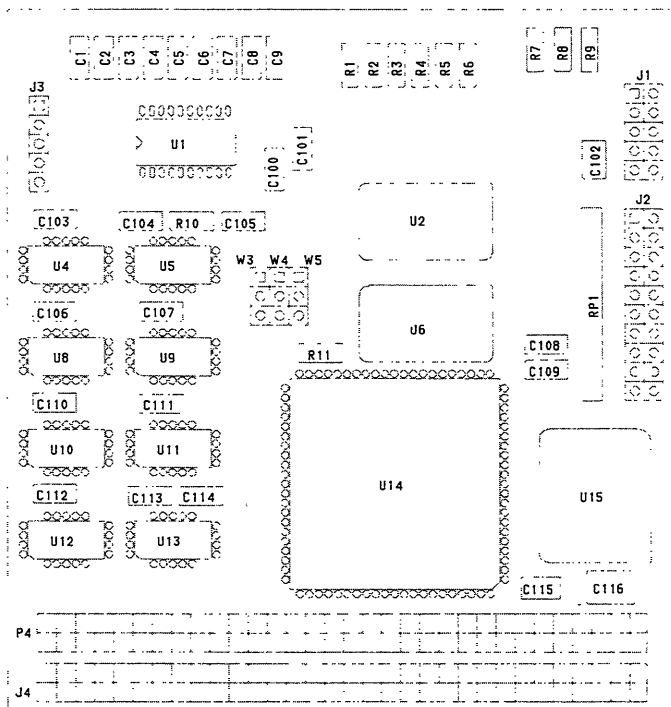 C1 C2 C3 C4 C5 C6 C7 C8 C9 R1 R2 R3 R4 R5 R6 R7 R8 R9
J3 J1
U1 C101 C100 C102
C103 C104 R10 C105 U2 J2
U4 U5 W3 W4 W5
C106 C107 U6 RP1
U8 U9 R11 C108
C109
C110 C111
U10 U11
C112 C113 C114 U14 U15
U12 U13
C115 C116
P4
J4